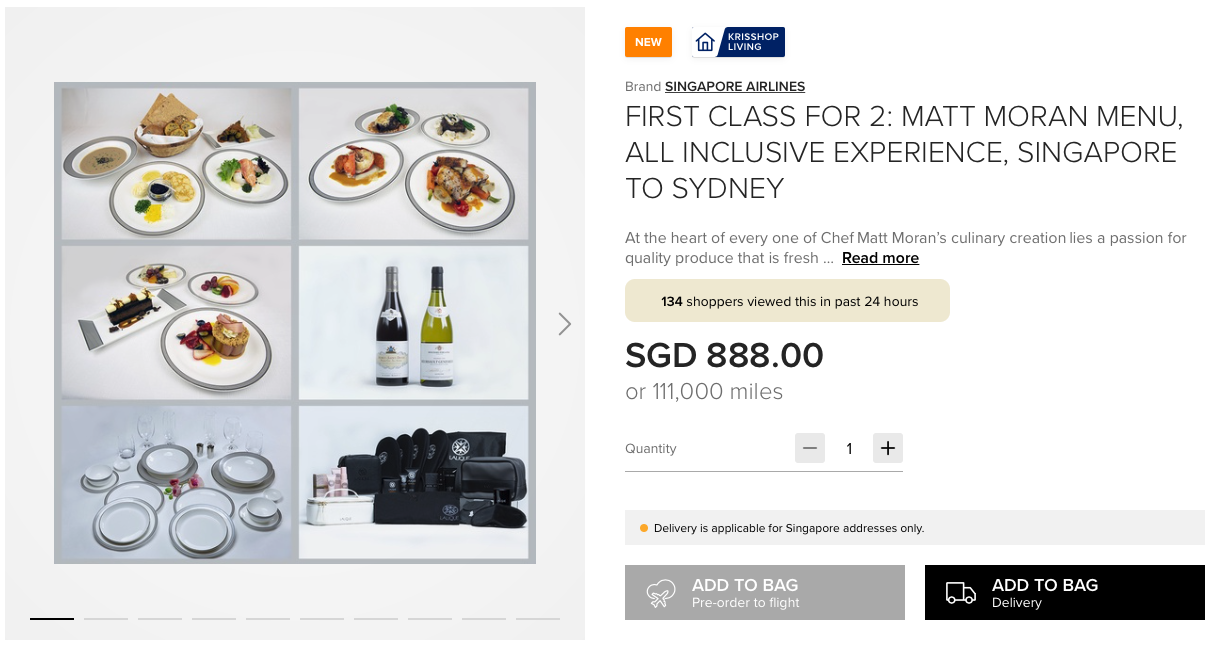 NEW
KRISSHOP
LIVING
Brand SINGAPORE AIRLINES
FIRST CLASS FOR 2: MATT MORAN MENU,
ALL INCLUSIVE EXPERIENCE, SINGAPORE
TO SYDNEY
At the heart of every one of Chef Matt Moran’s culinary creation lies a passion for
quality produce that is fresh ... Read more
134 shoppers viewed this in past 24 hours
SGD 888.00
or 111,000 miles
Quantity
1
Delivery is applicable for Singapore addresses only.
ADD TO BAG
Pre-order to flight
ADD TO BAG
Delivery
LALIQUE